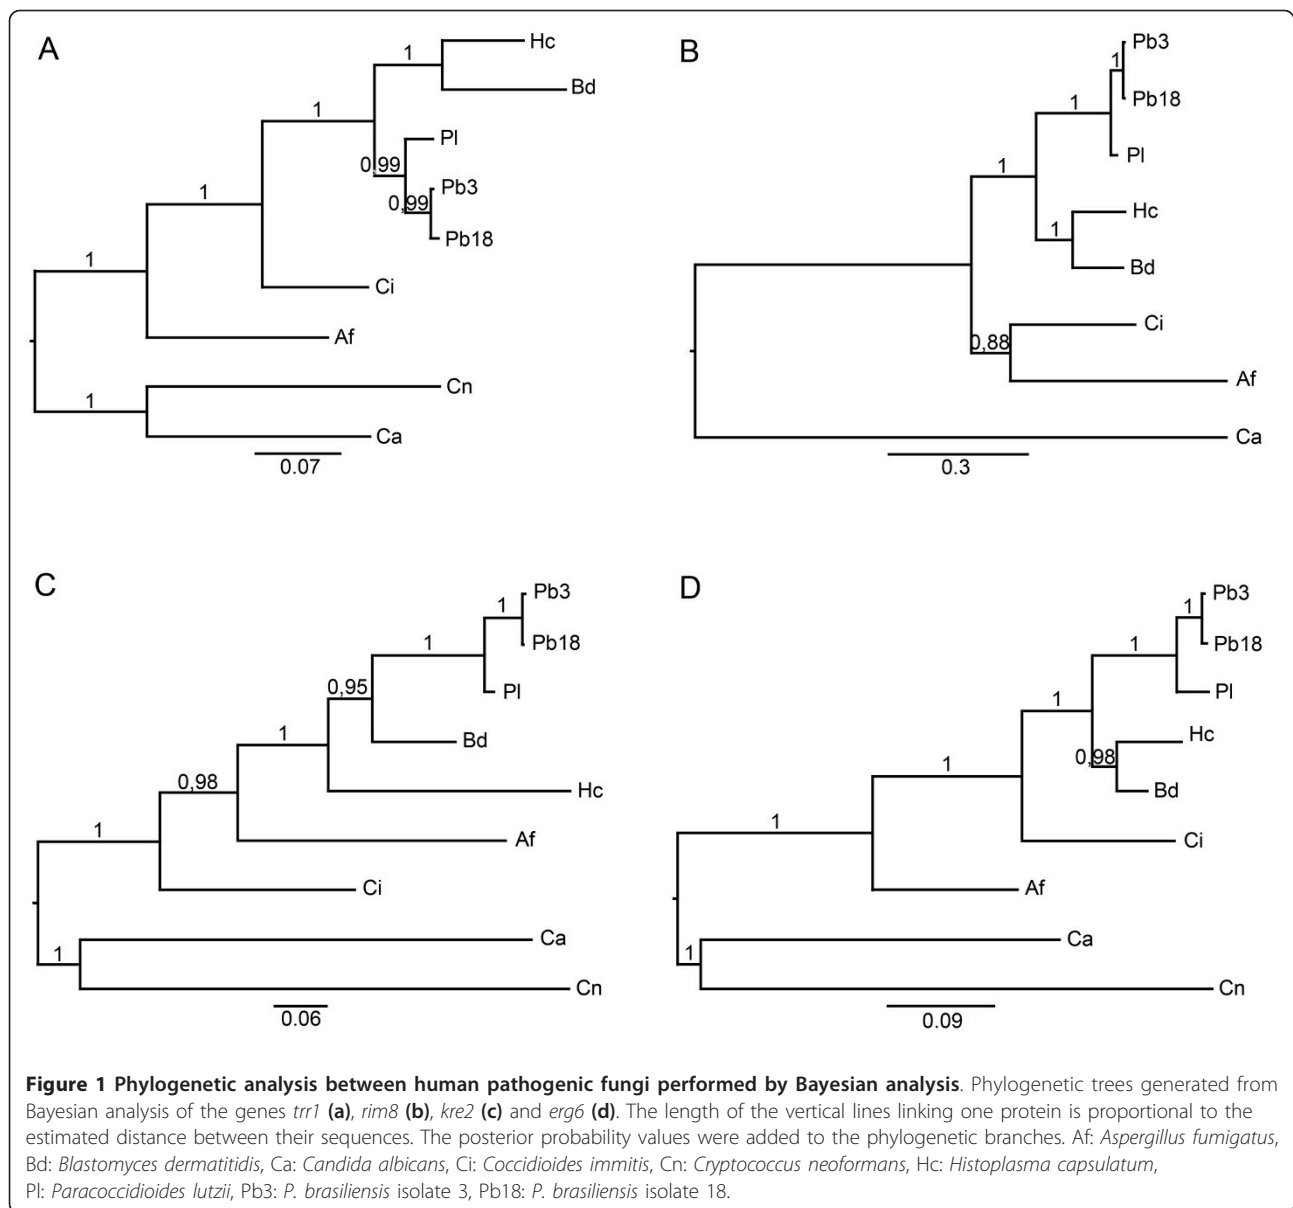 A
Hc
1
Bd
1
Pl
0,99
1
Pb3
0,99
Pb18
1
Ci
Af
Cn
1
Ca
0.07
B
Pb3
1
Pb18
1
Pl
1
Hc
1
Bd
Ci
0,88
Af
Ca
0.3
C
Pb3
1
Pb18
1
Pl
0,95
Bd
1
Hc
0,98
Af
1
Ci
Ca
1
Cn
0.06
D
Pb3
1
Pb18
1
Pl
1
Hc
0,98
Bd
1
Ci
1
Af
Ca
1
Cn
0.09
Figure 1 Phylogenetic analysis between human pathogenic fungi performed by Bayesian analysis. Phylogenetic trees generated from
Bayesian analysis of the genes trr1 (a), rim8 (b), kre2 (c) and erg6 (d). The length of the vertical lines linking one protein is proportional to the
estimated distance between their sequences. The posterior probability values were added to the phylogenetic branches. Af: Aspergillus fumigatus,
Bd: Blastomyces dermatitidis, Ca: Candida albicans, Ci: Coccidioides immitis, Cn: Cryptococcus neoformans, Hc: Histoplasma capsulatum,
Pl: Paracoccidioides lutzii, Pb3: P. brasiliensis isolate 3, Pb18: P. brasiliensis isolate 18.